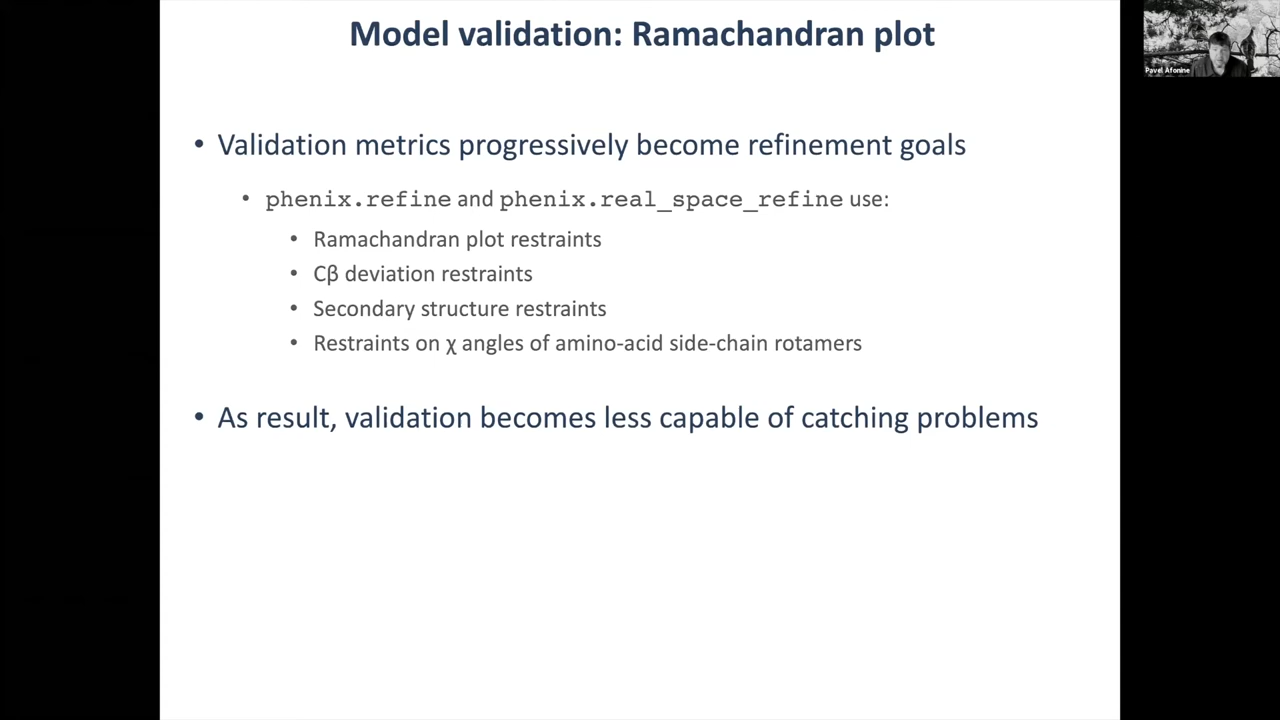 Model validation: Ramachandran plot
Pavel Afonine
• Validation metrics progressively become refinement goals
• phenix.refine and phenix.real_space_refine use:
• Ramachandran plot restraints
• Cβ deviation restraints
• Secondary structure restraints
• Restraints on χ angles of amino-acid side-chain rotamers
• As result, validation becomes less capable of catching problems